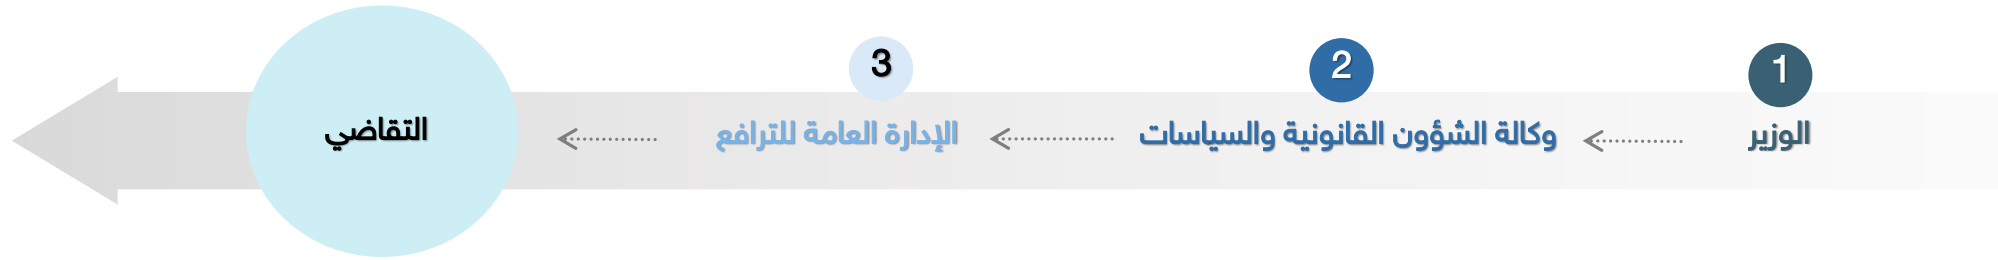 1
الوزير
2
وكالة الشؤون القانونية والسياسات
3
الإدارة العامة للترافع
التقاضي